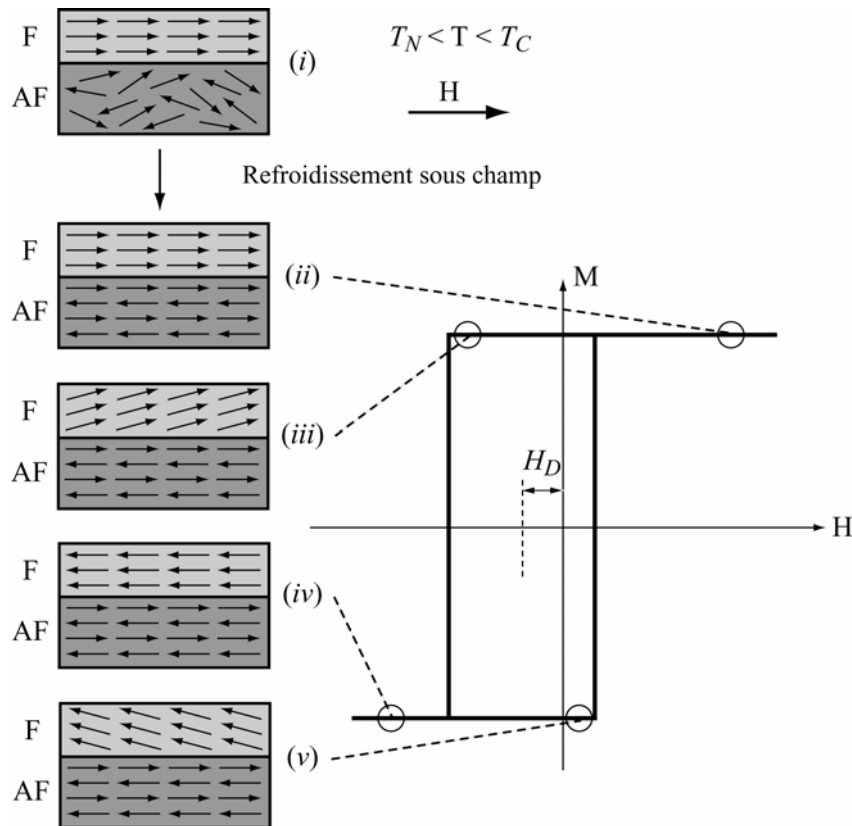 F
AF
(i)
T_N < T < T_C
H
Refroidissement sous champ
F
AF
(ii)
M
F
AF
(iii)
H_D
H
F
AF
(iv)
F
AF
(v)